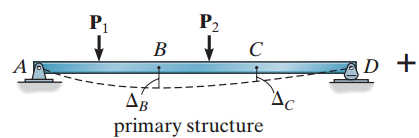 P1 P2
A B C D +
ΔB ΔC
primary structure